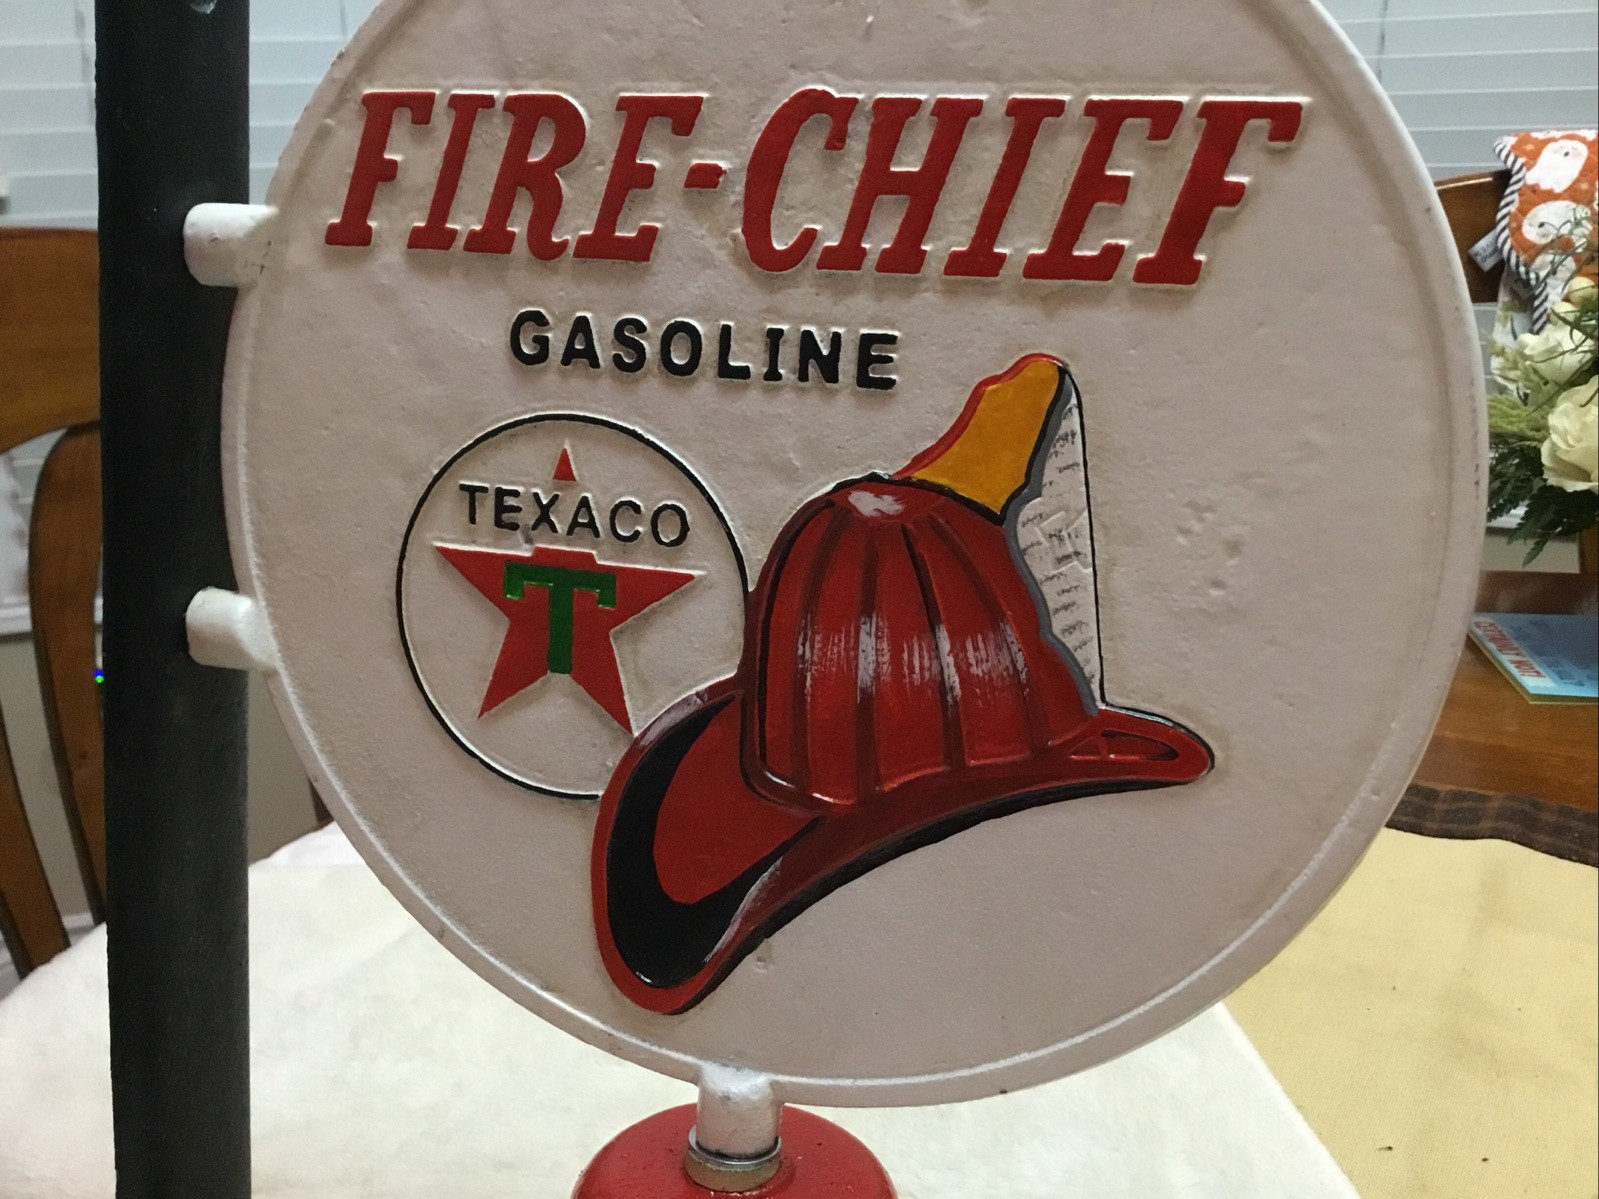 FIRE-CHIEF
GASOLINE
TEXACO
T